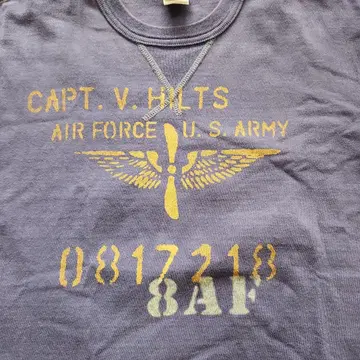 CAPT. V. HILTS
AIR FORCE U. S. ARMY
0817218
8AF